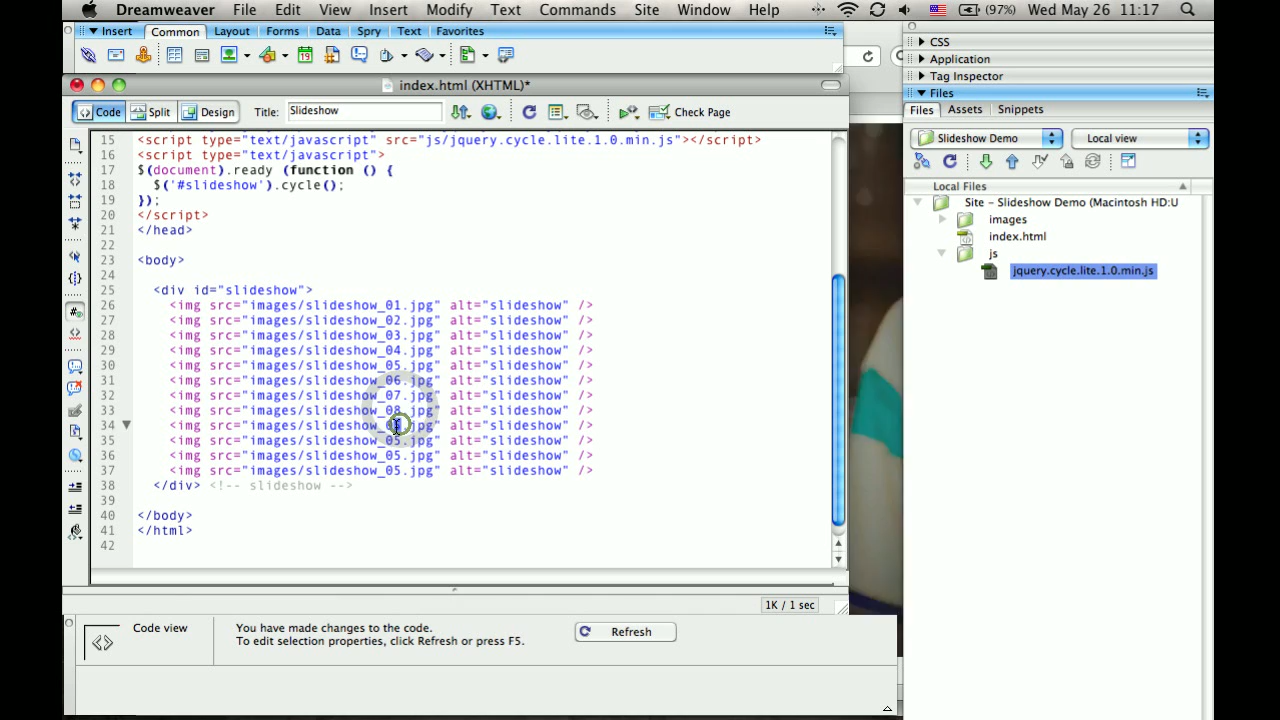 Dreamweaver File Edit View Insert Modify Text Commands Site Window Help (97%) Wed May 26 11:17
Insert Common Layout Forms Data Spry Text Favorites
index.html (XHTML)*
Code Split Design Title: Slideshow Check Page
15 <script type="text/javascript" src="js/jquery.cycle.lite.1.0.min.js"></script>
16 <script type="text/javascript">
17 $(document).ready (function () {
18 $('#slideshow').cycle();
19 });
20 </script>
21 </head>
22
23 <body>
24
25 <div id="slideshow">
26 <img src="images/slideshow_01.jpg" alt="slideshow" />
27 <img src="images/slideshow_02.jpg" alt="slideshow" />
28 <img src="images/slideshow_03.jpg" alt="slideshow" />
29 <img src="images/slideshow_04.jpg" alt="slideshow" />
30 <img src="images/slideshow_05.jpg" alt="slideshow" />
31 <img src="images/slideshow_06.jpg" alt="slideshow" />
32 <img src="images/slideshow_07.jpg" alt="slideshow" />
33 <img src="images/slideshow_08.jpg" alt="slideshow" />
34 <img alt="slideshow" />
35 <img src="images/slideshow_05.jpg" alt="slideshow" />
36 <img src="images/slideshow_05.jpg" alt="slideshow" />
37 <img src="images/slideshow_05.jpg" alt="slideshow" />
38 </div> <!-- slideshow -->
39
40 </body>
41 </html>
42
1K / 1 sec
Code view
You have made changes to the code.
To edit selection properties, click Refresh or press F5.
Refresh
CSS
Application
Tag Inspector
Files
Files Assets Snippets
Slideshow Demo Local view
Local Files
Site – Slideshow Demo (Macintosh HD:U
images
index.html
js
jquery.cycle.lite.1.0.min.js